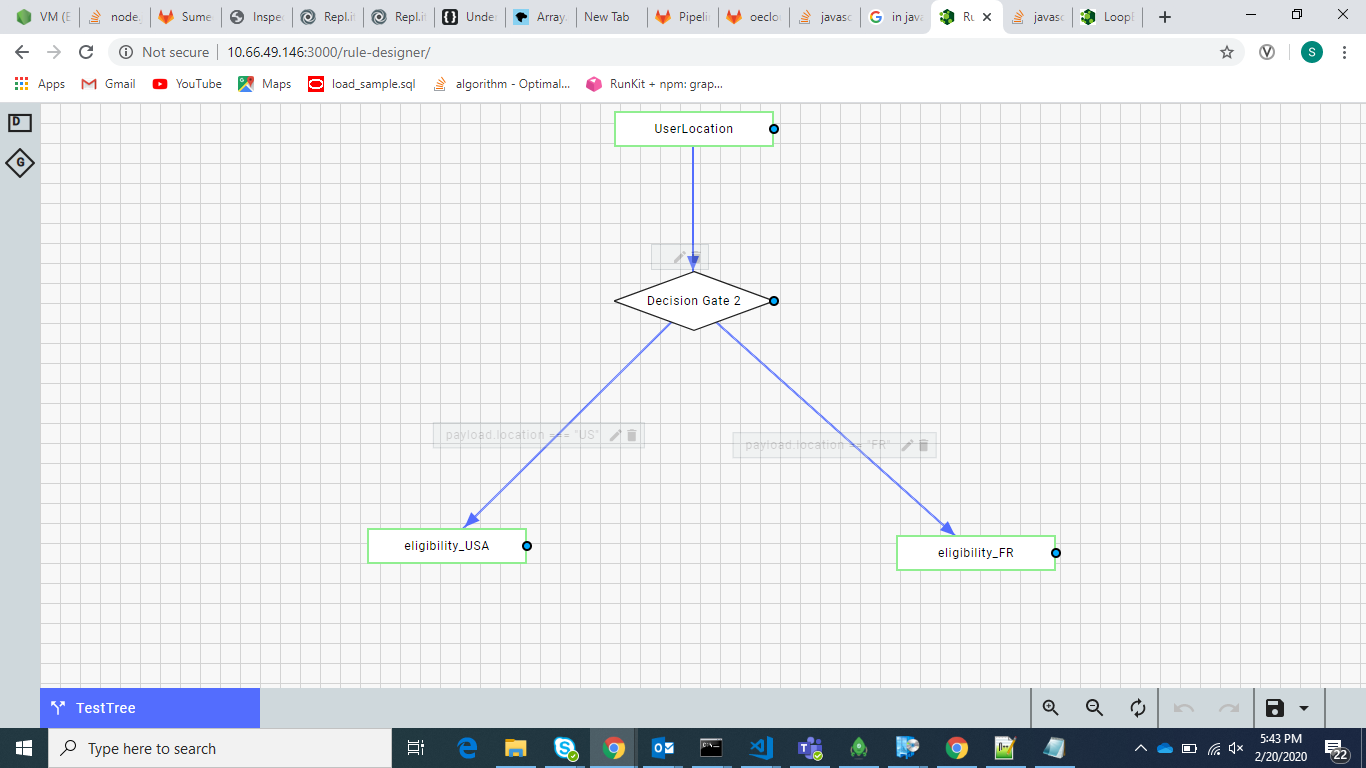 VM (E
node.
Sume
Inspe
Repl.it
Repl.it
Under
Array.
New Tab
Pipeli
oeclou
javasc
in java
Ru
javasc
Loop
Not secure
10.66.49.146:3000/rule-designer/
S
Apps
Gmail
YouTube
Maps
load_sample.sql
algorithm - Optimal...
RunKit + npm: grap...
D
G
UserLocation
Decision Gate 2
payload.location === "US"
payload.location == "FR"
eligibility_USA
eligibility_FR
TestTree
Type here to search
5:43 PM
2/20/2020
22